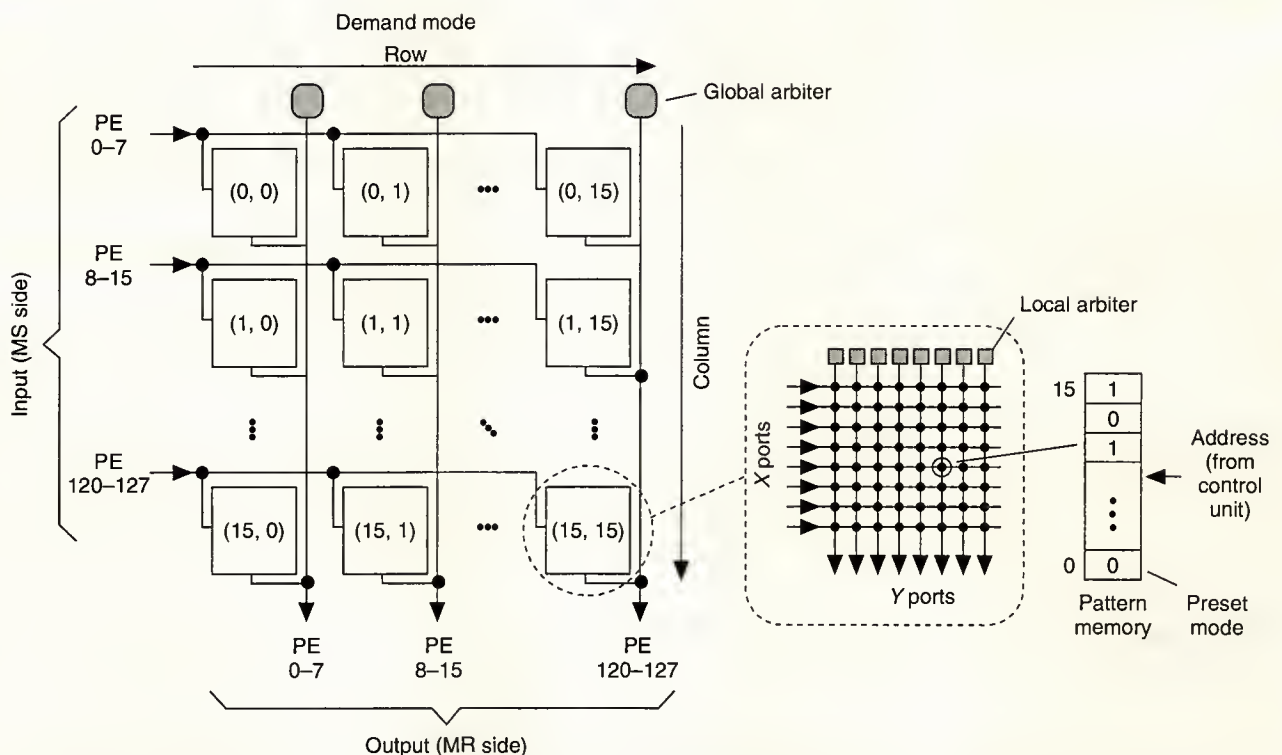 Demand mode
Row
Global arbiter
PE
0–7
(0, 0)
(0, 1)
(0, 15)
PE
8–15
(1, 0)
(1, 1)
(1, 15)
Input (MS side)
Column
PE
120–127
(15, 0)
(15, 1)
(15, 15)
PE
0–7
PE
8–15
PE
120–127
Output (MR side)
Local arbiter
X ports
Y ports
15
1
0
1
0
0
Address
(from
control
unit)
Pattern
memory
Preset
mode